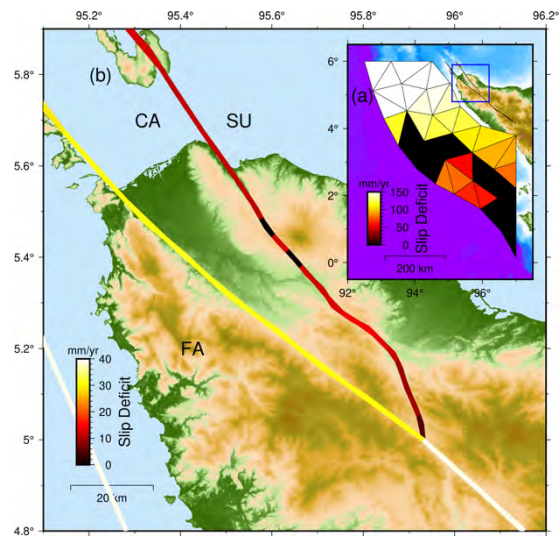 95.2° 95.4° 95.6° 95.8° 96° 96.2°
5.8°
5.6°
5.4°
5.2°
5°
4.8°
(b)
CA SU
FA
mm/yr
40
30
20
10
0
Slip Deficit
20 km
(a)
6°
4°
2°
0°
92° 94° 96°
mm/yr
150
100
50
0
Slip Deficit
200 km